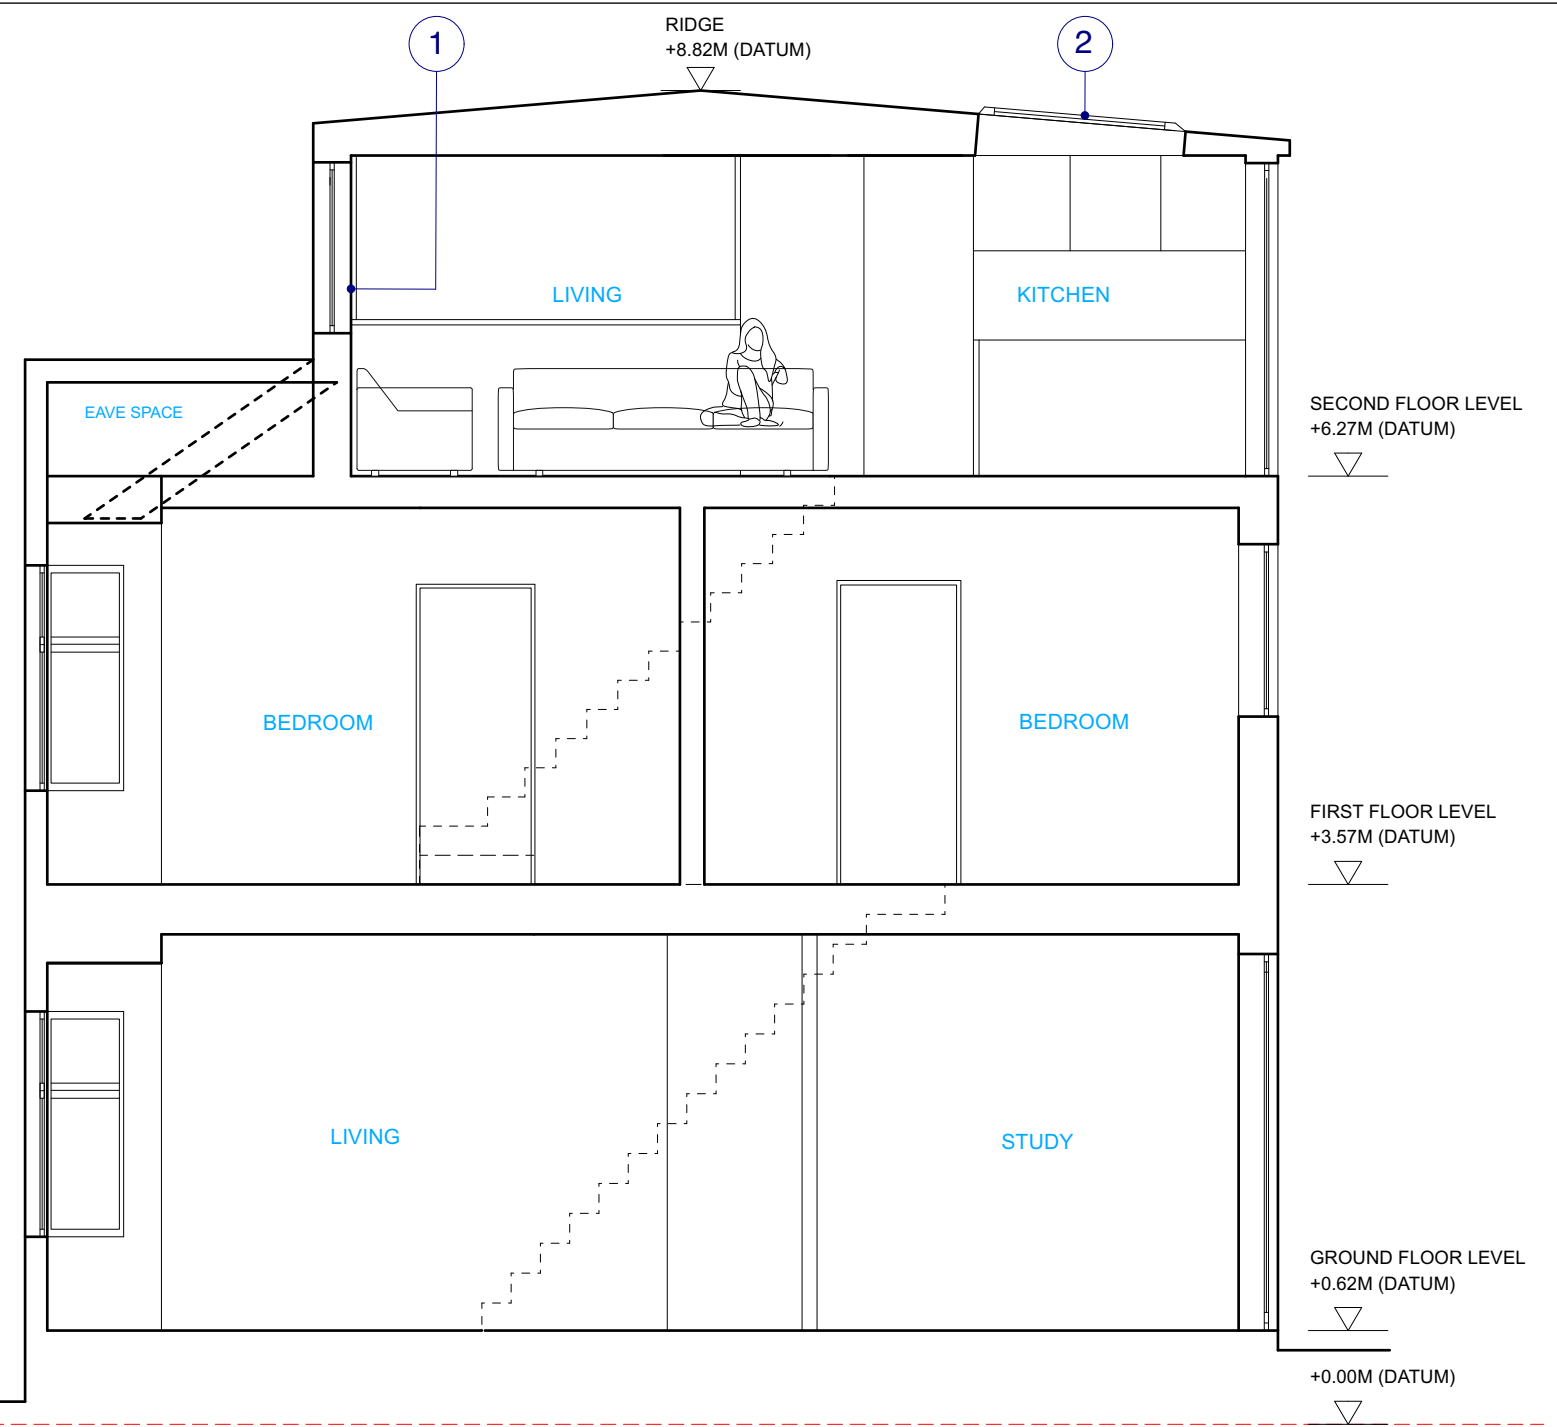 1
RIDGE
+8.82M (DATUM)
2
LIVING
KITCHEN
EAVE SPACE
SECOND FLOOR LEVEL
+6.27M (DATUM)
BEDROOM
BEDROOM
FIRST FLOOR LEVEL
+3.57M (DATUM)
LIVING
STUDY
GROUND FLOOR LEVEL
+0.62M (DATUM)
+0.00M (DATUM)